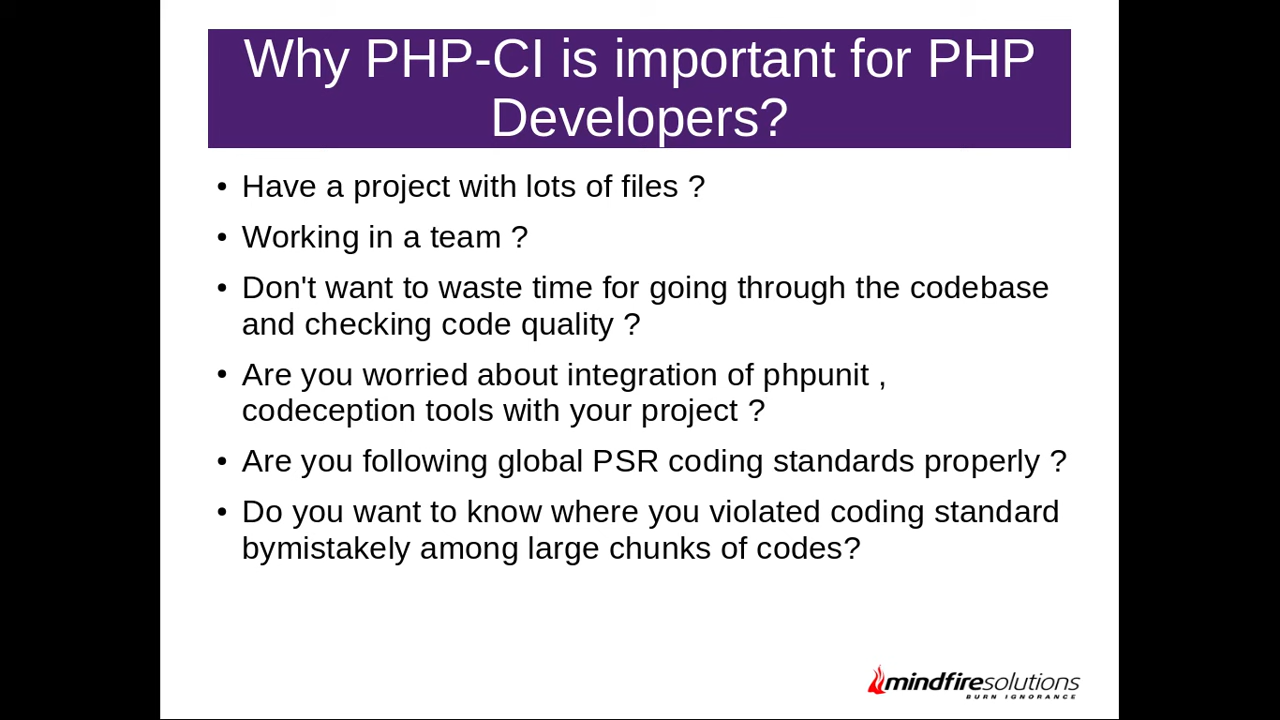 Why PHP-CI is important for PHP
Developers?
• Have a project with lots of files ?
• Working in a team ?
• Don't want to waste time for going through the codebase
and checking code quality ?
• Are you worried about integration of phpunit ,
codeception tools with your project ?
• Are you following global PSR coding standards properly ?
• Do you want to know where you violated coding standard
bymistakely among large chunks of codes?
mindfiresolutions
BURN IGNORANCE